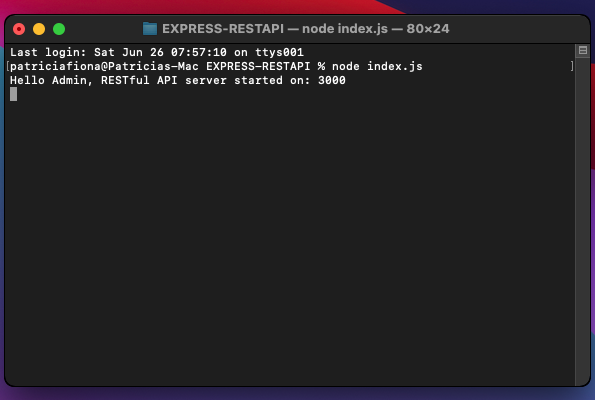 EXPRESS-RESTAPI — node index.js — 80×24
Last login: Sat Jun 26 07:57:10 on ttys001
[patriciafiona@Patricias-Mac EXPRESS-RESTAPI % node index.js ]
Hello Admin, RESTful API server started on: 3000